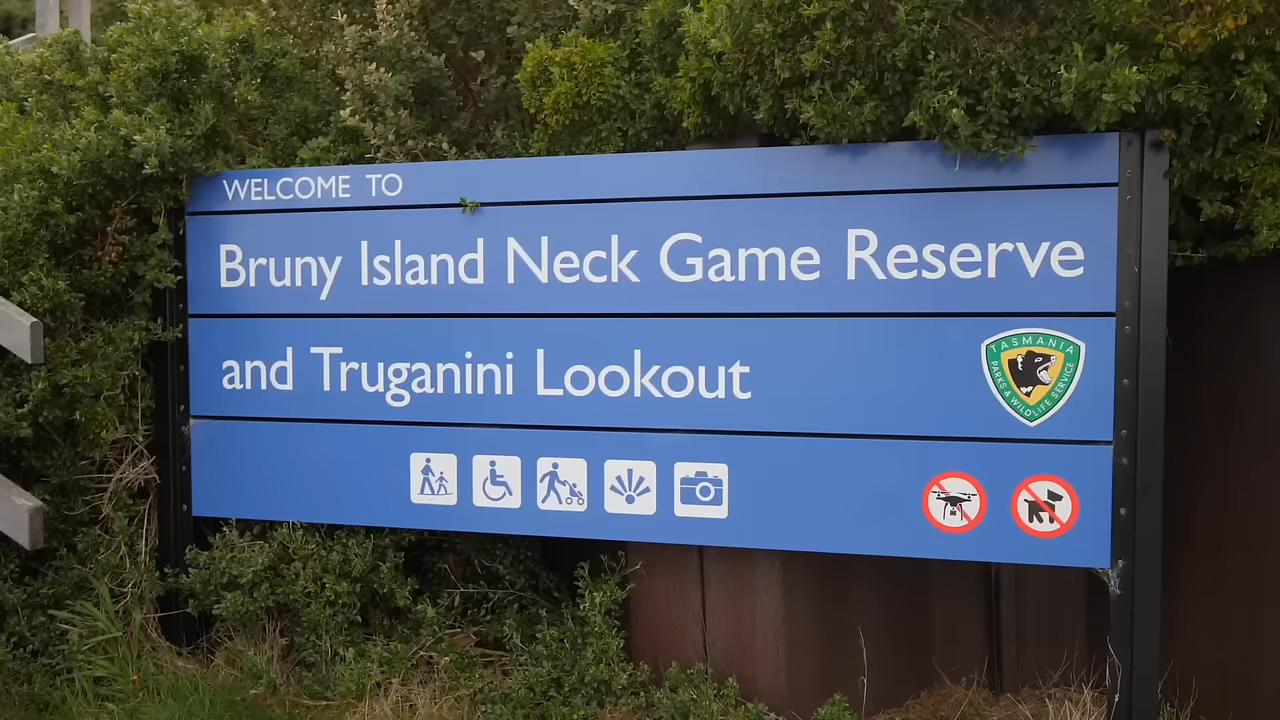 WELCOME TO
Bruny Island Neck Game Reserve
and Truganini Lookout
TASMANIA
PARKS & WILDLIFE SERVICE